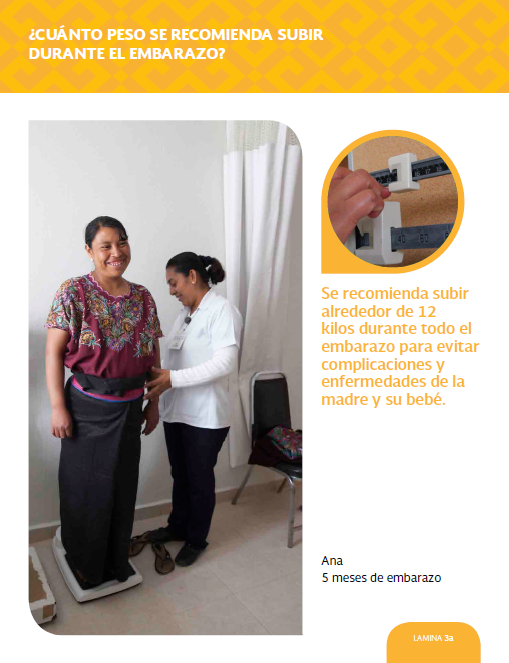 ¿CUÁNTO PESO SE RECOMIENDA SUBIR
DURANTE EL EMBARAZO?
Se recomienda subir
alrededor de 12
kilos durante todo el
embarazo para evitar
complicaciones y
enfermedades de la
madre y su bebé.
Ana
5 meses de embarazo
LAMINA 3a